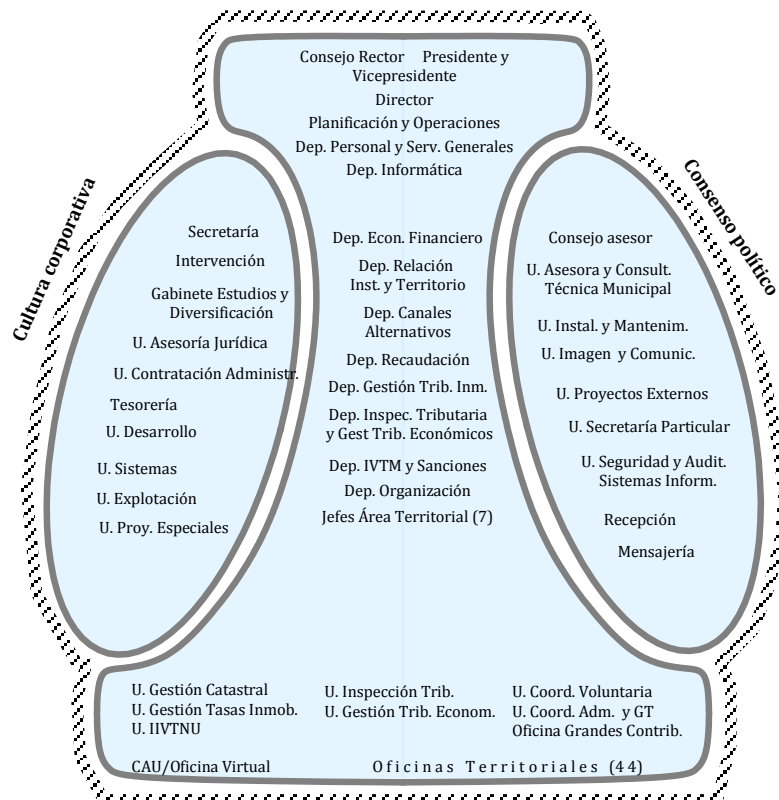 Consejo Rector Presidente y
Vicepresidente
Director
Planificación y Operaciones
Dep. Personal y Serv. Generales
Dep. Informática
Cultura corporativa
Secretaría
Intervención
Gabinete Estudios y
Diversificación
U. Asesoría Jurídica
U. Contratación Administr.
Tesorería
U. Desarrollo
U. Sistemas
U. Explotación
U. Proy. Especiales
Dep. Econ. Financiero
Dep. Relación
Inst. y Territorio
Dep. Canales
Alternativos
Dep. Recaudación
Dep. Gestión Trib. Inm.
Dep. Inspec. Tributaria
y Gest Trib. Económicos
Dep. IVTM y Sanciones
Dep. Organización
Jefes Área Territorial (7)
Consenso político
Consejo asesor
U. Asesora y Consult.
Técnica Municipal
U. Instal. y Mantenim.
U. Imagen y Comunic.
U. Proyectos Externos
U. Secretaría Particular
U. Seguridad y Audit.
Sistemas Inform.
Recepción
Mensajería
U. Gestión Catastral
U. Gestión Tasas Inmob.
U. IIVTNU
CAU/Oficina Virtual
U. Inspección Trib.
U. Gestión Trib. Econom.
U. Coord. Voluntaria
U. Coord. Adm. y GT
Oficina Grandes Contrib.
Oficinas Territoriales (44)